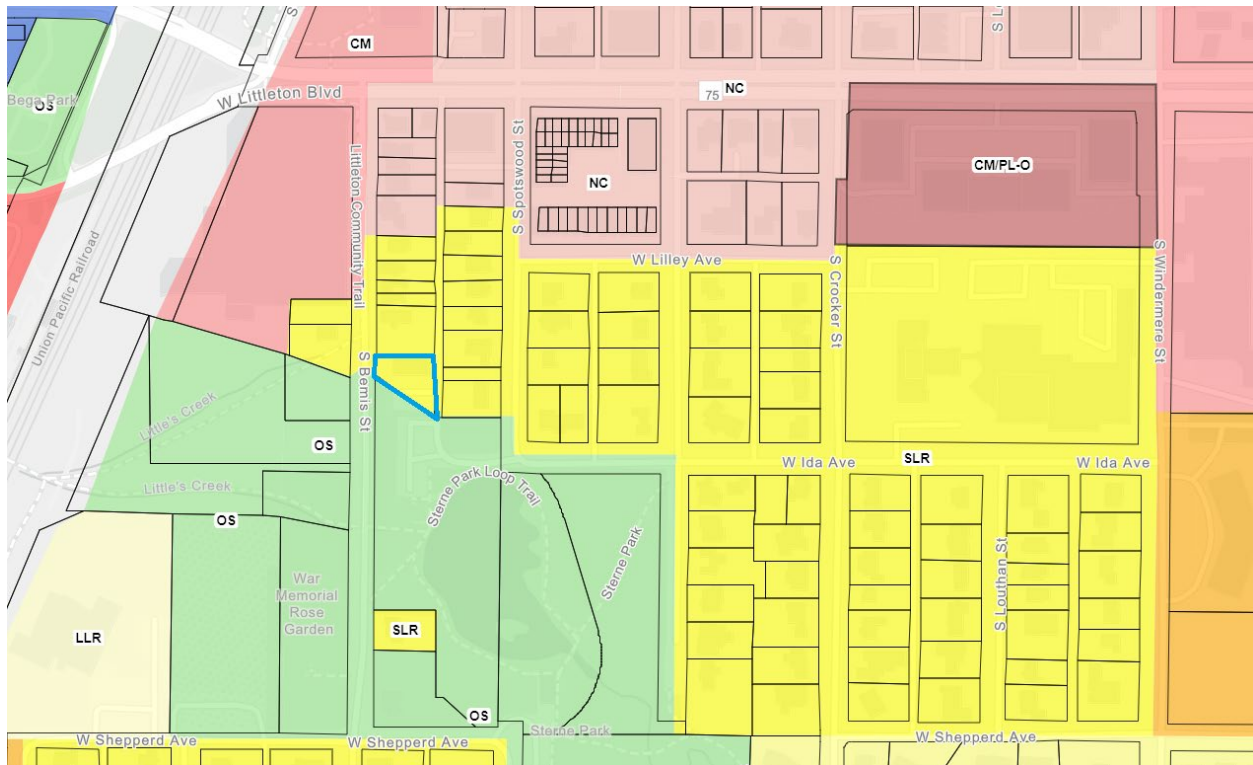 S L
CM
OS
Bega Park
W Littleton Blvd
75
NC
S Spotswood St
Littleton Community Trail
CM/PL-O
NC
Union Pacific Railroad
W Lilley Ave
S Crocker St
S Windermere St
S Bemis St
Little's Creek
OS
Sterne Park Loop Trail
W Ida Ave
SLR
W Ida Ave
Little's Creek
OS
Sterne Park
War
Memorial
Rose
Garden
S Louthan St
LLR
SLR
OS
Sterne Park
W Shepperd Ave
W Shepperd Ave
W Shepperd Ave